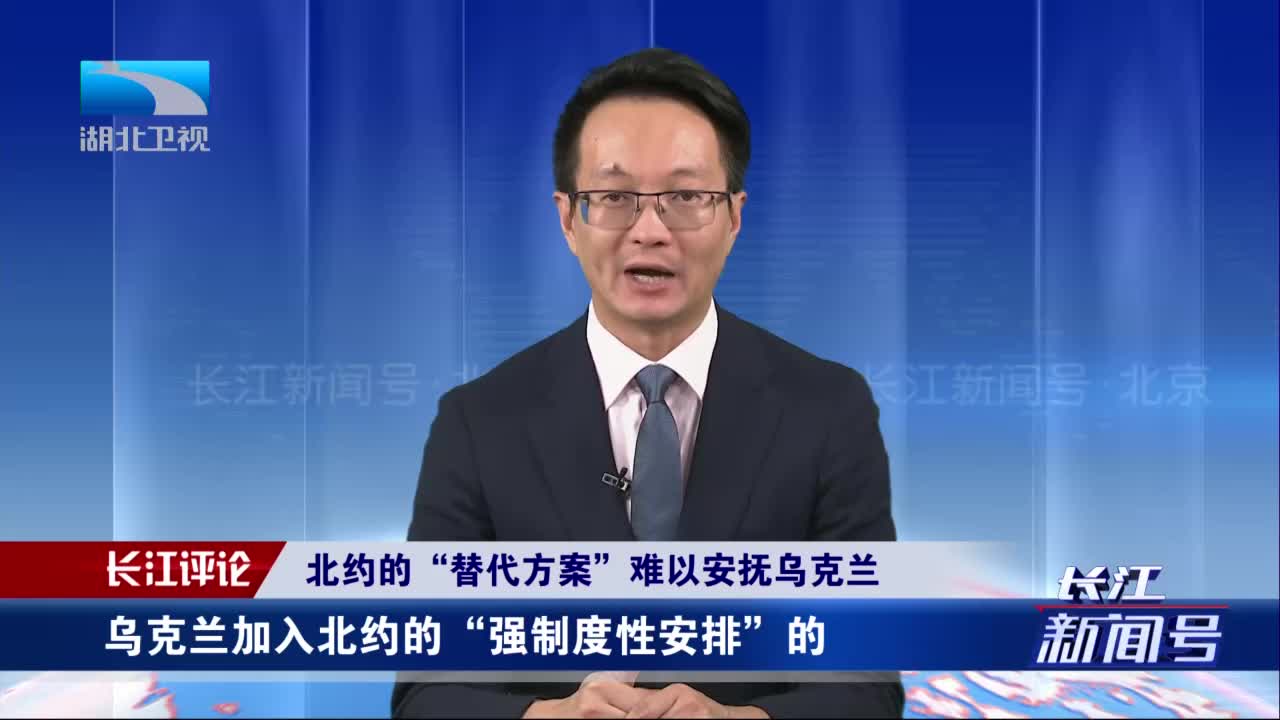 湖北卫视
长江新闻号·北
长江新闻号 北京
长江评论
北约的“替代方案”难以安抚乌克兰
乌克兰加入北约的“强制度性安排”的
长江
新闻号